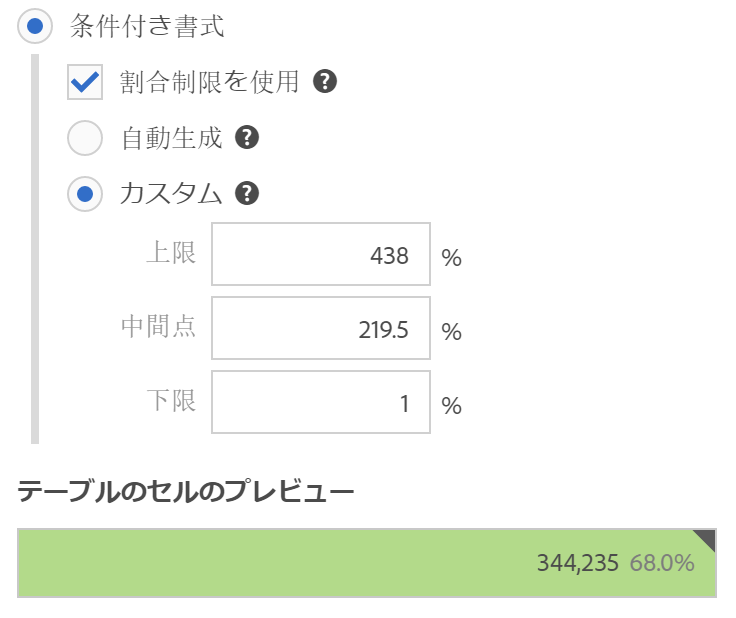 条件付き書式
割合制限を使用 ?
自動生成 ?
カスタム ?
上限 438 %
中間点 219.5 %
下限 1 %
テーブルのセルのプレビュー
344,235 68.0%